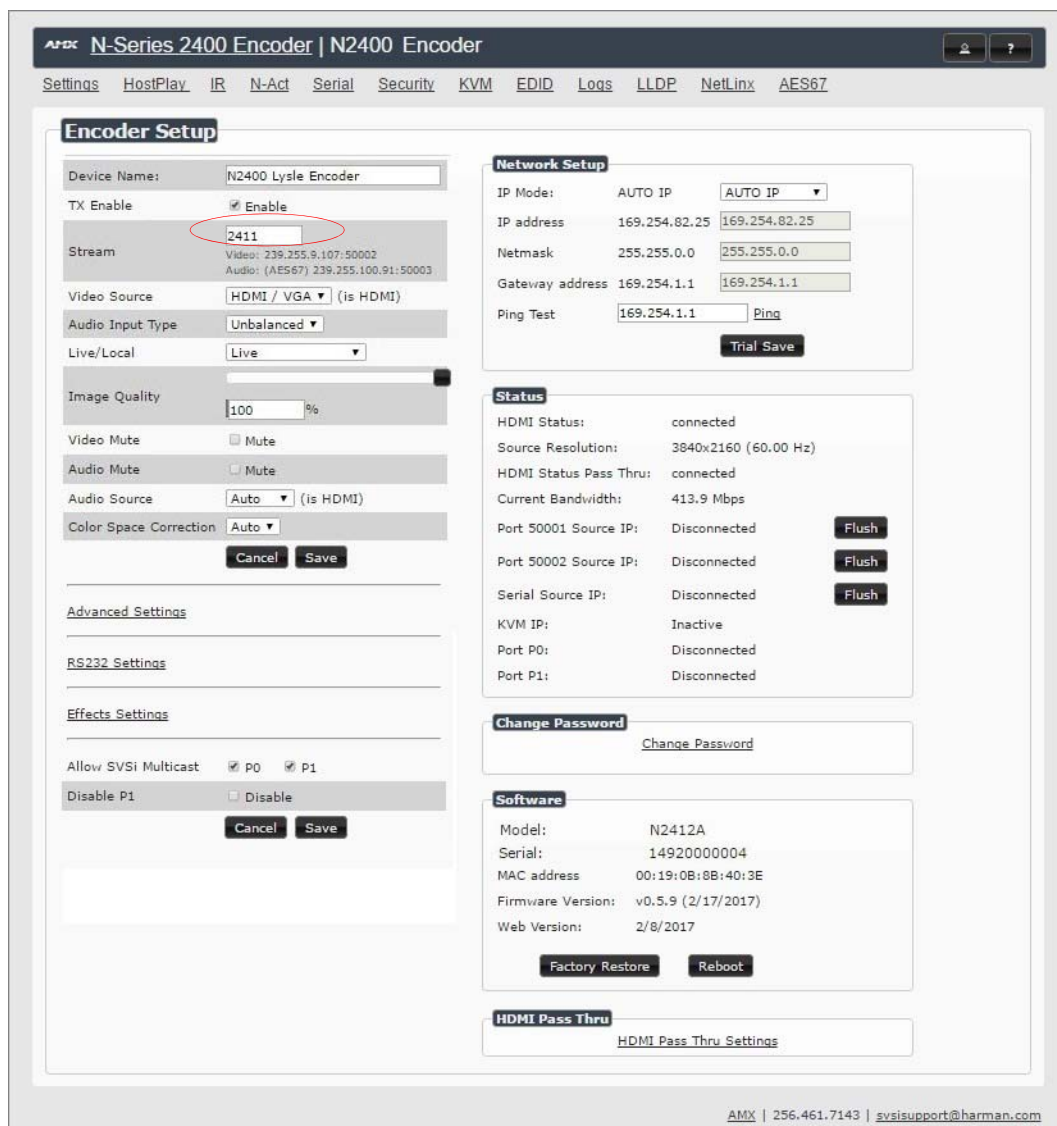 AMX N-Series 2400 Encoder | N2400 Encoder
?
Settings HostPlay IR N-Act Serial Security KVM EDID Logs LLDP NetLinx AES67
Encoder Setup
Device Name: N2400 Lysle Encoder
TX Enable Enable
Stream 2411
Video: 239.255.9.107:50002
Audio: (AES67) 239.255.100.91:50003
Video Source HDMI / VGA (is HDMI)
Audio Input Type Unbalanced
Live/Local Live
Image Quality
100 %
Video Mute Mute
Audio Mute Mute
Audio Source Auto (is HDMI)
Color Space Correction Auto
Cancel Save
Advanced Settings
RS232 Settings
Effects Settings
Allow SVSi Multicast P0 P1
Disable P1 Disable
Cancel Save
Network Setup
IP Mode: AUTO IP AUTO IP
IP address 169.254.82.25 169.254.82.25
Netmask 255.255.0.0 255.255.0.0
Gateway address 169.254.1.1 169.254.1.1
Ping Test 169.254.1.1 Ping
Trial Save
Status
HDMI Status: connected
Source Resolution: 3840x2160 (60.00 Hz)
HDMI Status Pass Thru: connected
Current Bandwidth: 413.9 Mbps
Port 50001 Source IP: Disconnected Flush
Port 50002 Source IP: Disconnected Flush
Serial Source IP: Disconnected Flush
KVM IP: Inactive
Port P0: Disconnected
Port P1: Disconnected
Change Password
Change Password
Software
Model: N2412A
Serial: 14920000004
MAC address 00:19:0B:8B:40:3E
Firmware Version: v0.5.9 (2/17/2017)
Web Version: 2/8/2017
Factory Restore Reboot
HDMI Pass Thru
HDMI Pass Thru Settings
AMX | 256.461.7143 | svsisupport@harman.com